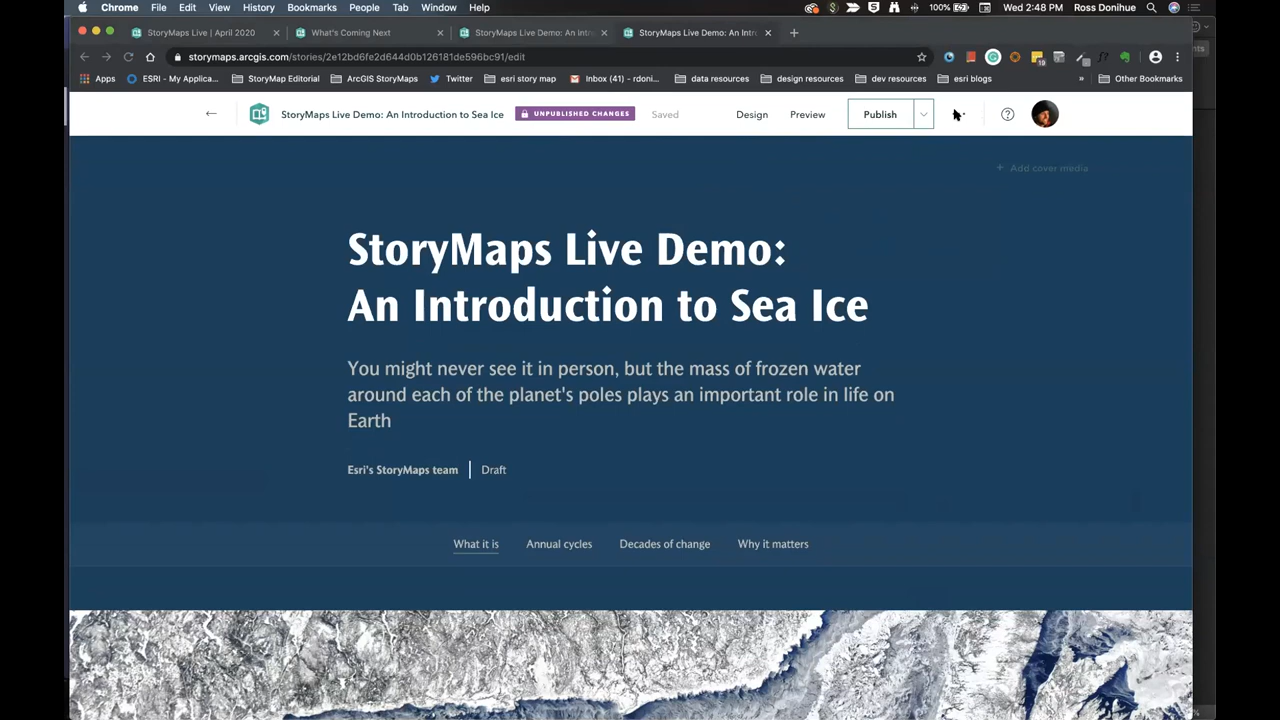 Chrome File Edit View History Bookmarks People Tab Window Help 100% Wed 2:48 PM Ross Donihue
StoryMaps Live | April 2020 What's Coming Next StoryMaps Live Demo: An Intro StoryMaps Live Demo: An Intr
storymaps.arcgis.com/stories/2e12bd6fe2d644d0b126181de596bc91/edit
Apps ESRI - My Applica... StoryMap Editorial ArcGIS StoryMaps Twitter esri story map Inbox (4) - rdoni... data resources design resources dev resources esri blogs » Other Bookmarks
StoryMaps Live Demo: An Introduction to Sea Ice UNPUBLISHED CHANGES Saved Design Preview Publish
+ Add cover media
StoryMaps Live Demo:
An Introduction to Sea Ice
You might never see it in person, but the mass of frozen water
around each of the planet's poles plays an important role in life on
Earth
Esri's StoryMaps team Draft
What it is Annual cycles Decades of change Why it matters